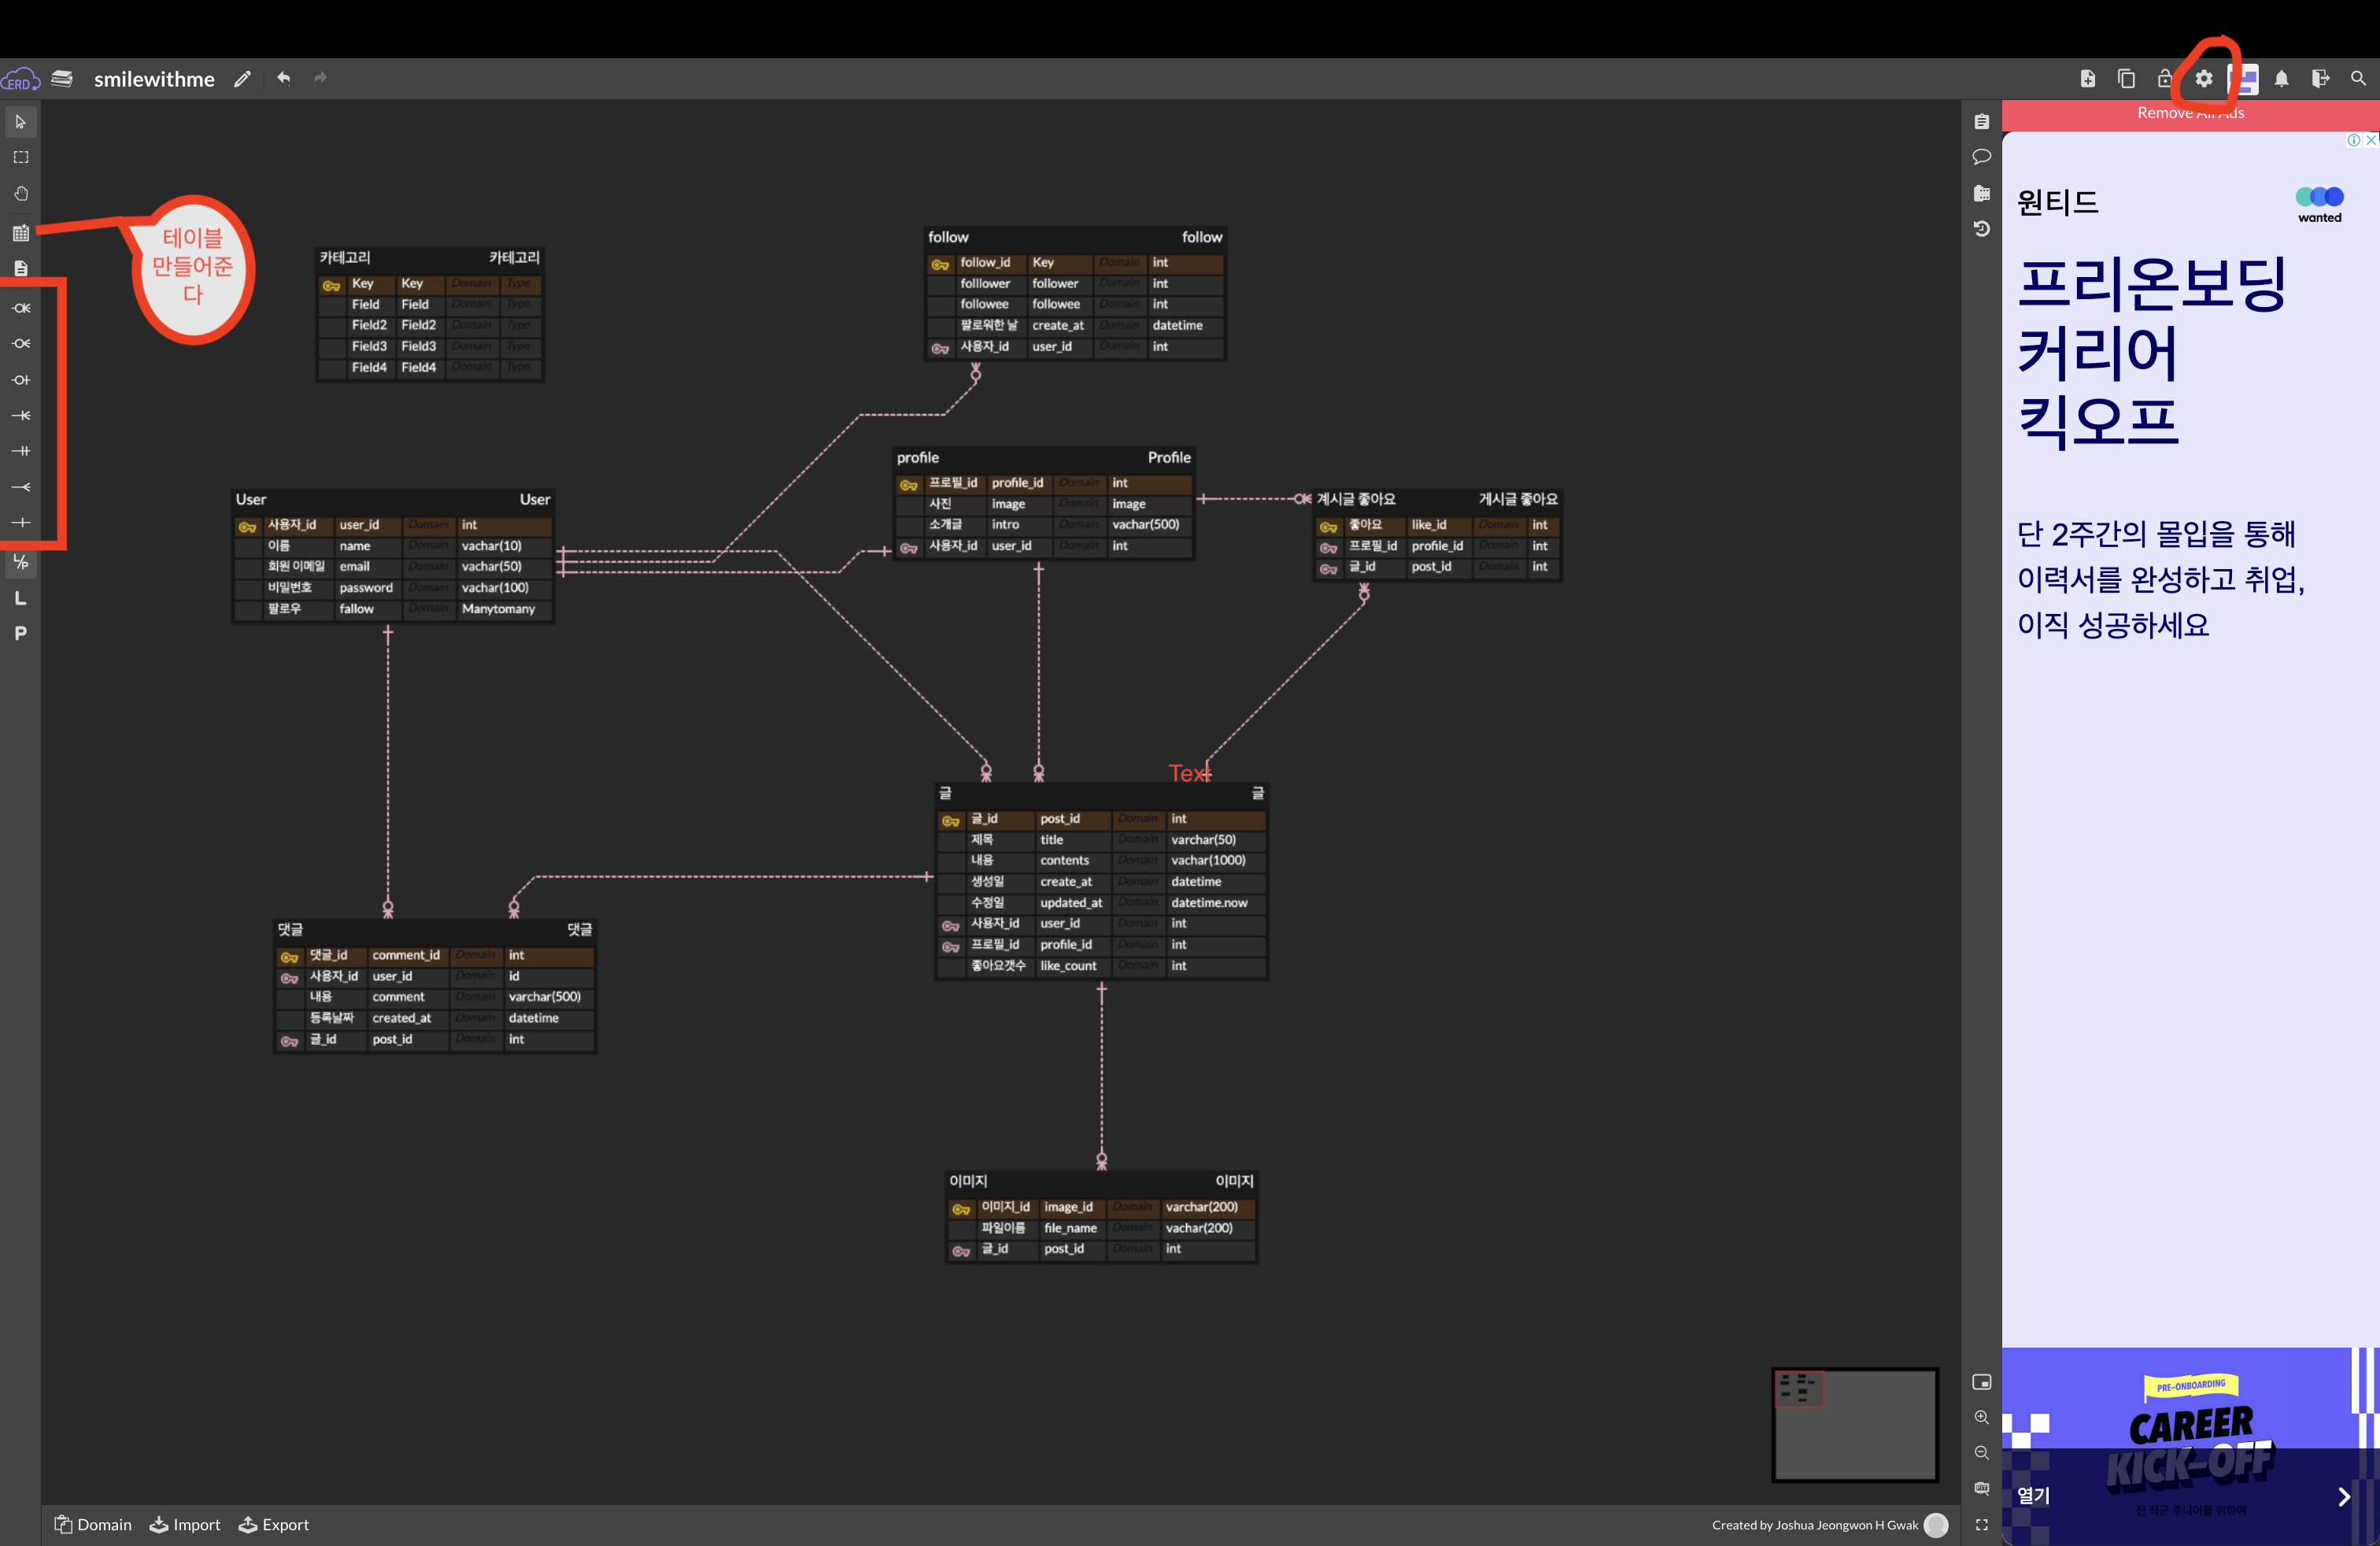 ERD
smilewithme
Remove All Ads
테이블
만들어준
다
카테고리 카테고리
Key Key Domain Type
Field Field Domain Type
Field2 Field2 Domain Type
Field3 Field3 Domain Type
Field4 Field4 Domain Type
follow follow
follow_id Key Domain int
folllower follower Domain int
followee followee Domain int
팔로워한 날 create_at Domain datetime
사용자_id user_id Domain int
profile Profile
프로필_id profile_id Domain int
사진 image Domain image
소개글 intro Domain vachar(500)
사용자_id user_id Domain int
User User
사용자_id user_id Domain int
이름 name Domain vachar(10)
회원 이메일 email Domain vachar(50)
비밀번호 password Domain vachar(100)
팔로우 fallow Domain Manytomany
게시글 좋아요 게시글 좋아요
좋아요 like_id Domain int
프로필_id profile_id Domain int
글_id post_id Domain int
L/P
L
P
Text
글 글
글_id post_id Domain int
제목 title Domain varchar(50)
내용 contents Domain vachar(1000)
생성일 create_at Domain datetime
수정일 updated_at Domain datetime.now
사용자_id user_id Domain int
프로필_id profile_id Domain int
좋아요갯수 like_count Domain int
댓글 댓글
댓글_id comment_id Domain int
사용자_id user_id Domain id
내용 comment Domain varchar(500)
등록날짜 created_at Domain datetime
글_id post_id Domain int
이미지 이미지
이미지_id image_id Domain varchar(200)
파일이름 file_name Domain vachar(200)
글_id post_id Domain int
원티드
wanted
프리온보딩
커리어
킥오프
단 2주간의 몰입을 통해
이력서를 완성하고 취업,
이직 성공하세요
PRE-ONBOARDING
CAREER
KICK-OFF
전 직군 주니어를 위하여
열기
Domain Import Export
Created by Joshua Jeongwon H Gwak